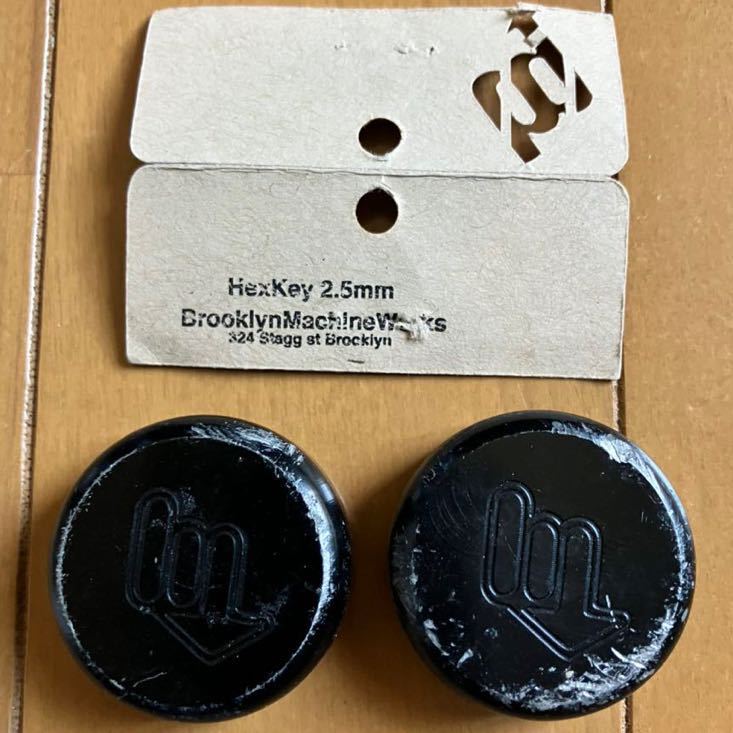 HexKey 2.5mm
BrooklynMachineWorks
324 Stagg st Brooklyn